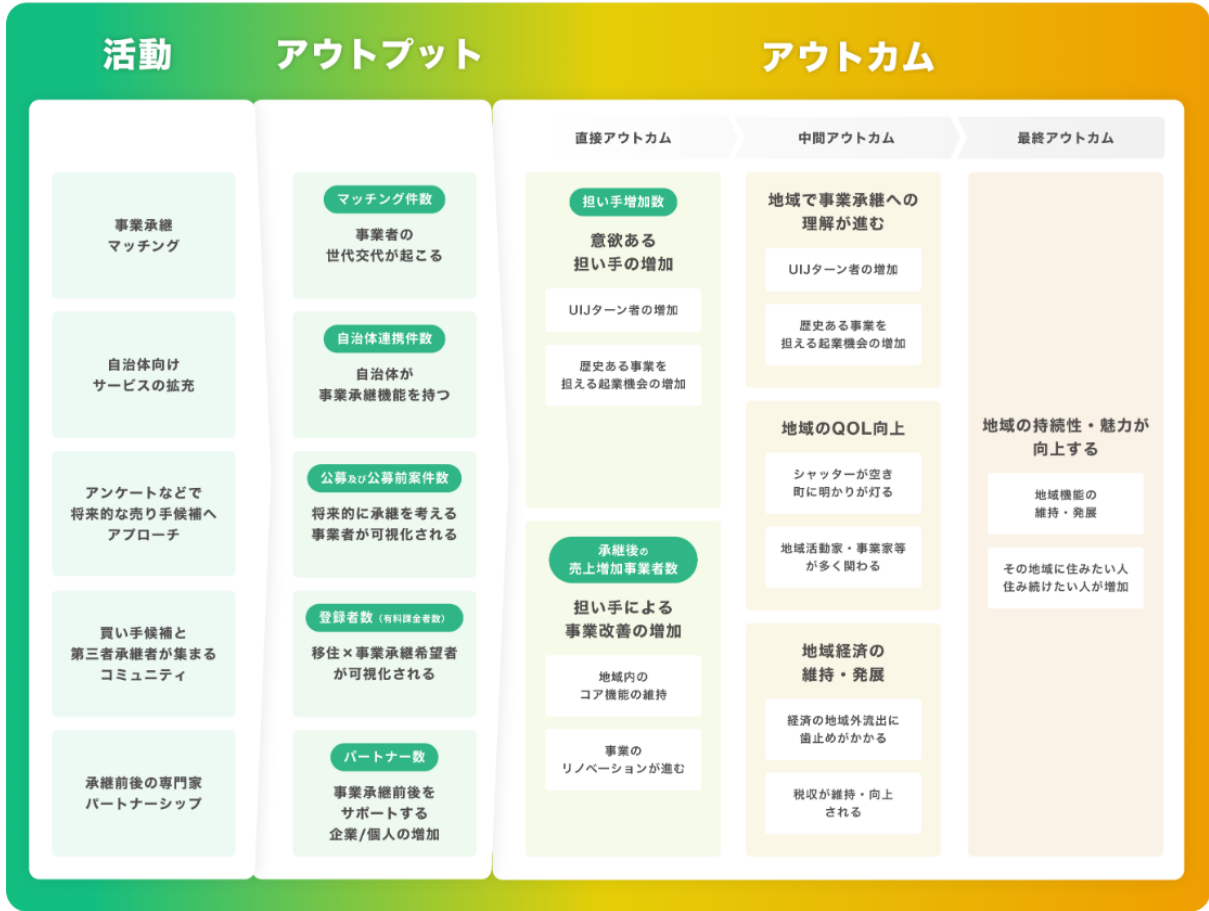 活動
アウトプット
アウトカム
直接アウトカム
中間アウトカム
最終アウトカム
事業承継
マッチング
自治体向け
サービスの拡充
アンケートなどで
将来的な売り手候補へ
アプローチ
買い手候補と
第三者承継者が集まる
コミュニティ
承継前後の専門家
パートナーシップ
マッチング件数
事業者の
世代交代が起こる
自治体連携件数
自治体が
事業承継機能を持つ
公募及び公募前案件数
将来的に承継を考える
事業者が可視化される
登録者数（有料課金者数）
移住×事業承継希望者
が可視化される
パートナー数
事業承継前後を
サポートする
企業/個人の増加
担い手増加数
意欲ある
担い手の増加
UIJターン者の増加
歴史ある事業を
担える起業機会の増加
承継後の
売上増加事業者数
担い手による
事業改善の増加
地域内の
コア機能の維持
事業の
リノベーションが進む
地域で事業承継への
理解が進む
UIJターン者の増加
歴史ある事業を
担える起業機会の増加
地域のQOL向上
シャッターが空き
町に明かりが灯る
地域活動家・事業家等
が多く関わる
地域経済の
維持・発展
経済の地域外流出に
歯止めがかかる
税収が維持・向上
される
地域の持続性・魅力が
向上する
地域機能の
維持・発展
その地域に住みたい人
住み続けたい人が増加